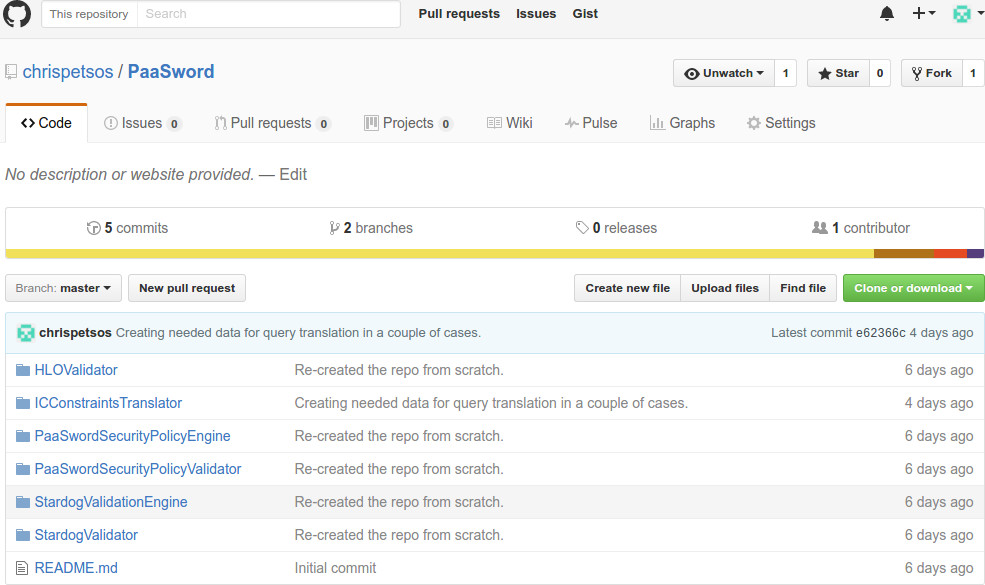 This repository Search Pull requests Issues Gist
chrispetsos / PaaSword Unwatch 1 Star 0 Fork 1
Code Issues 0 Pull requests 0 Projects 0 Wiki Pulse Graphs Settings
No description or website provided. — Edit
5 commits 2 branches 0 releases 1 contributor
Branch: master New pull request Create new file Upload files Find file Clone or download
chrispetsos Creating needed data for query translation in a couple of cases. Latest commit e62366c 4 days ago
HLOValidator Re-created the repo from scratch. 6 days ago
ICConstraintsTranslator Creating needed data for query translation in a couple of cases. 4 days ago
PaaSwordSecurityPolicyEngine Re-created the repo from scratch. 6 days ago
PaaSwordSecurityPolicyValidator Re-created the repo from scratch. 6 days ago
StardogValidationEngine Re-created the repo from scratch. 6 days ago
StardogValidator Re-created the repo from scratch. 6 days ago
README.md Initial commit 6 days ago